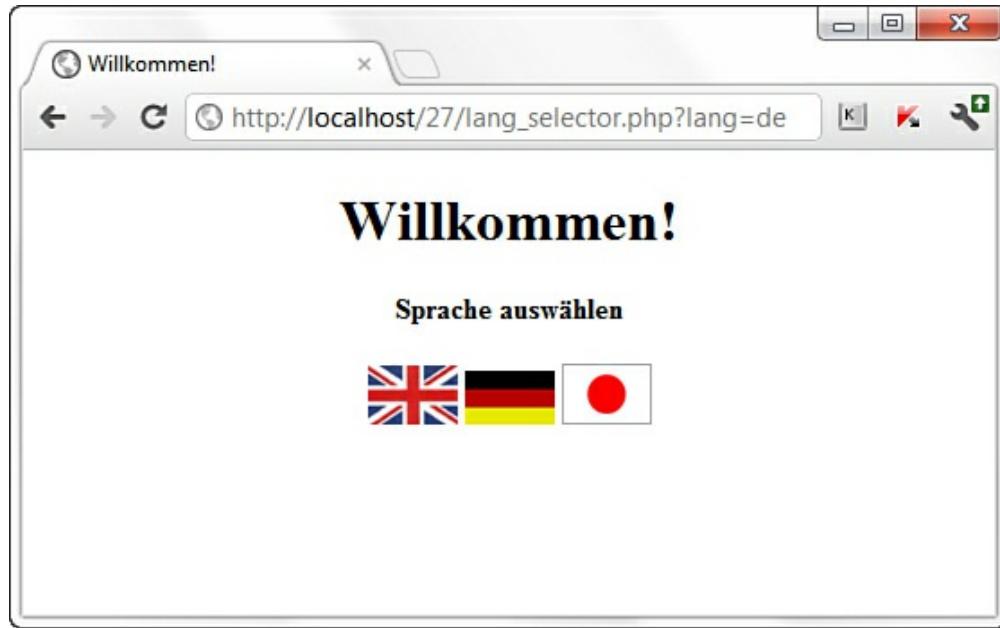 Willkommen!
http://localhost/27/lang_selector.php?lang=de
K
Willkommen!
Sprache auswählen